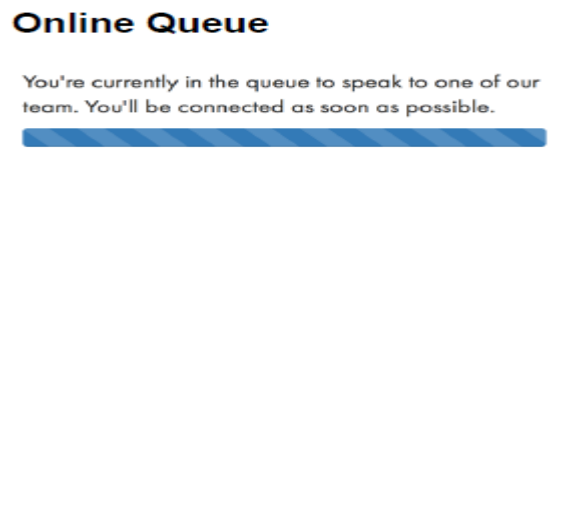 Online Queue
You're currently in the queue to speak to one of our
team. You'll be connected as soon as possible.